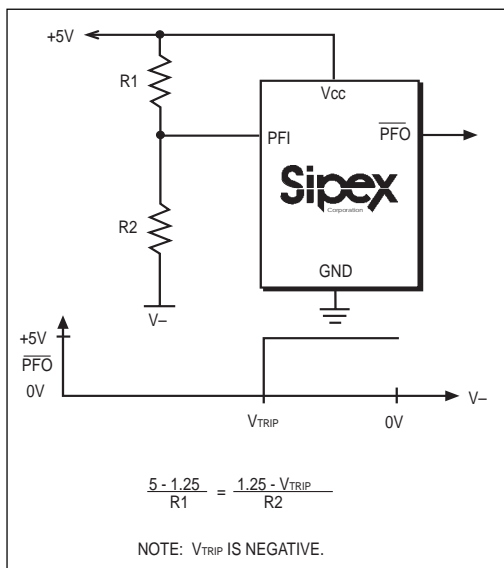 +5V
R1
Vcc
PFI
PFO
Sipex
Corporation
R2
GND
V–
+5V
PFO
0V
V–
VTRIP
0V
5 - 1.25 = 1.25 - VTRIP
R1 R2
NOTE: VTRIP IS NEGATIVE.